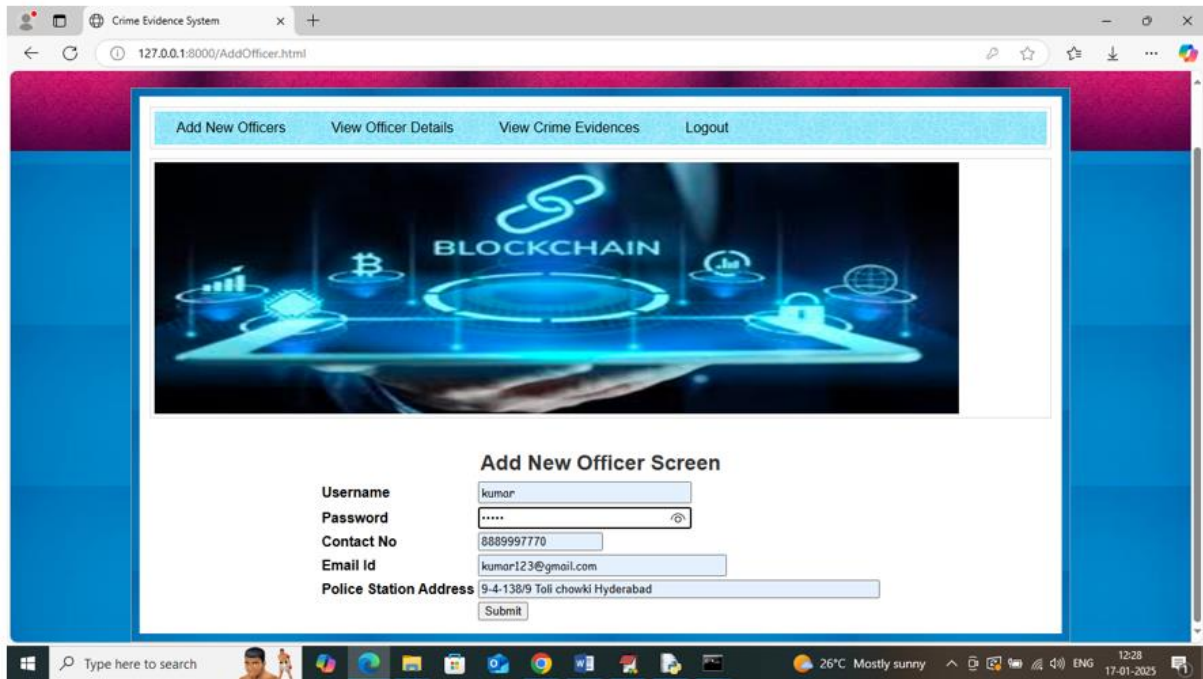 Crime Evidence System
127.0.0.1:8000/AddOfficer.html
Add New Officers View Officer Details View Crime Evidences Logout
BLOCKCHAIN
Add New Officer Screen
Username kumar
Password •••••
Contact No 8889997770
Email Id kumar123@gmail.com
Police Station Address 9-4-138/9 Toli chowki Hyderabad
Submit
Type here to search 26°C Mostly sunny ENG 12:28
17-01-2025